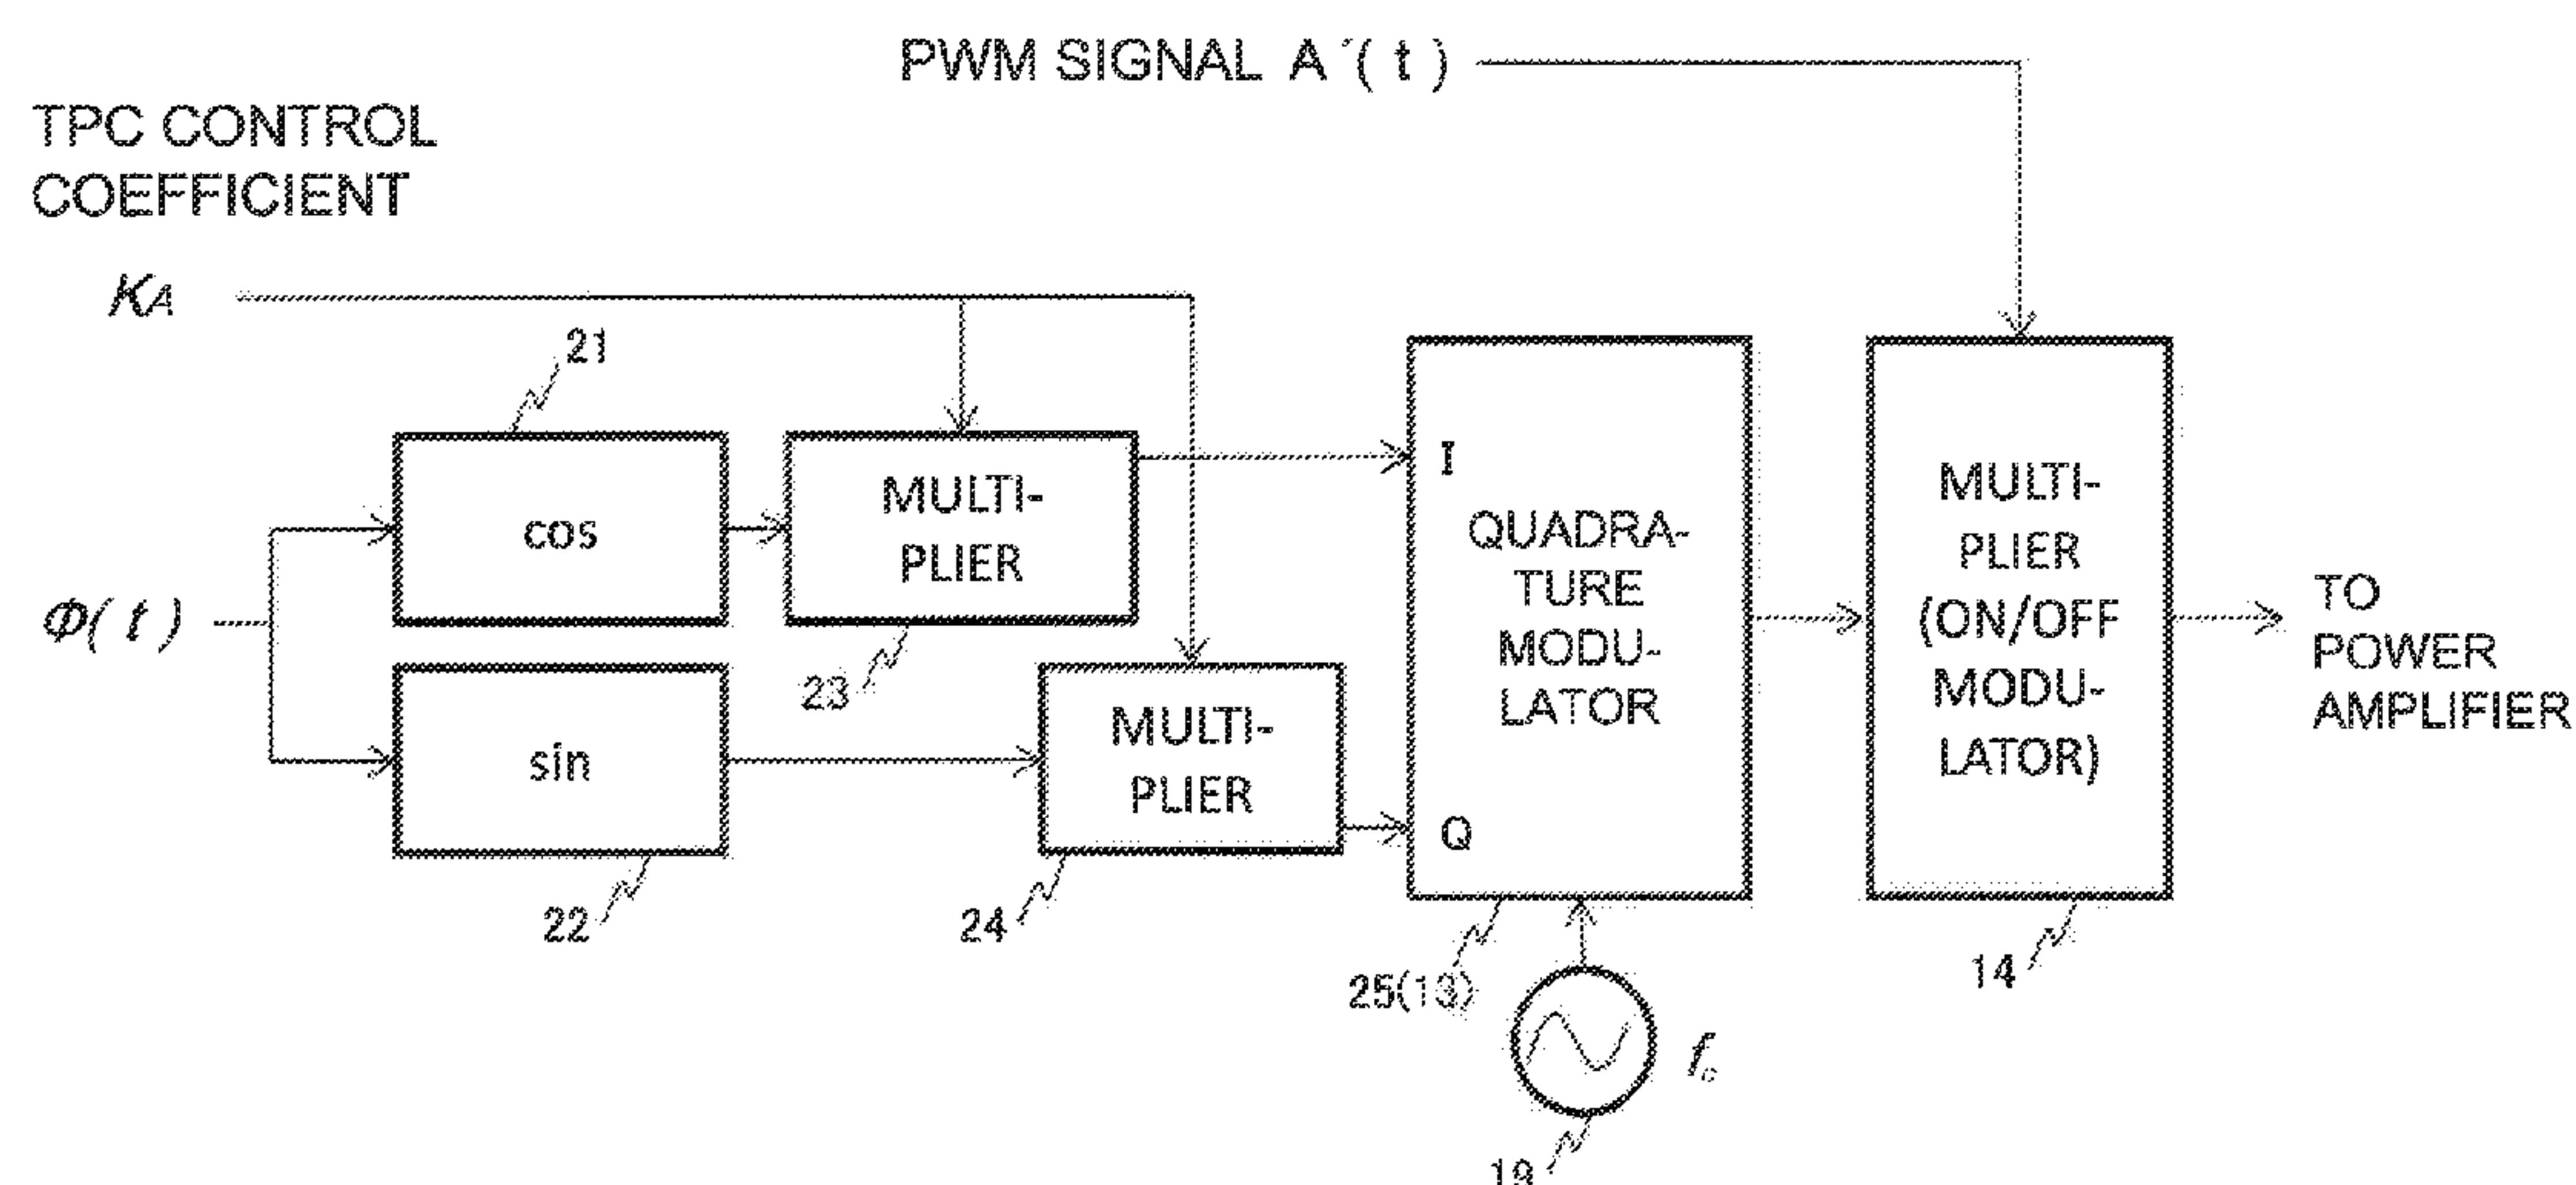 PWM SIGNAL A´(t)
TPC CONTROL
COEFFICIENT
KA
21
cos
MULTI-
PLIER
23
Φ(t)
sin
22
MULTI-
PLIER
24
I
QUADRA-
TURE
MODU-
LATOR
Q
25(13)
fc
MULTI-
PLIER
(ON/OFF
MODU-
LATOR)
14
TO
POWER
AMPLIFIER